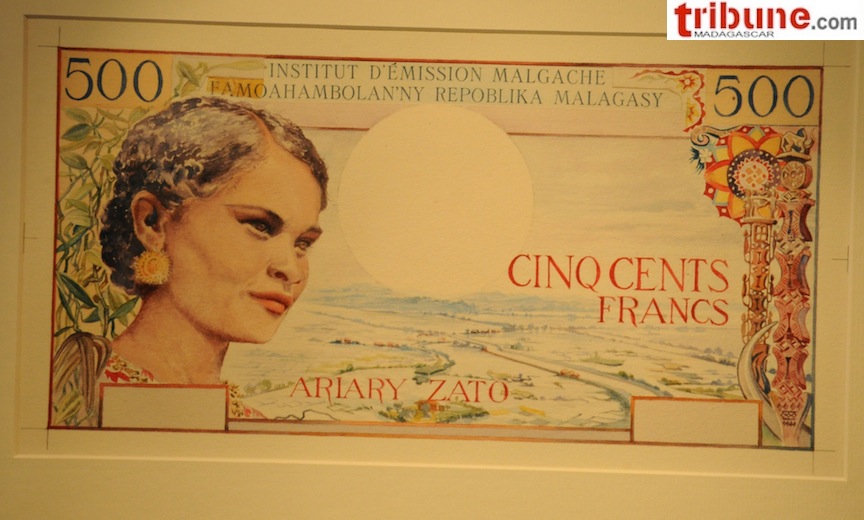 tribune.com
MADAGASCAR
500
INSTITUT D'ÉMISSION MALGACHE
500
FAMOAHAMBOLAN'NY REPOBLIKA MALAGASY
CINQ CENTS
FRANCS
ARIARY ZATO